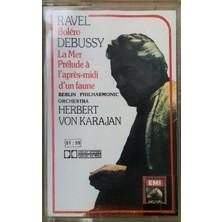 RAVEL
Boléro
DEBUSSY
La Mer
Prélude à
l'après-midi
d'un faune
BERLIN PHILHARMONIC
ORCHESTRA
HERBERT
VON KARAJAN
EMI